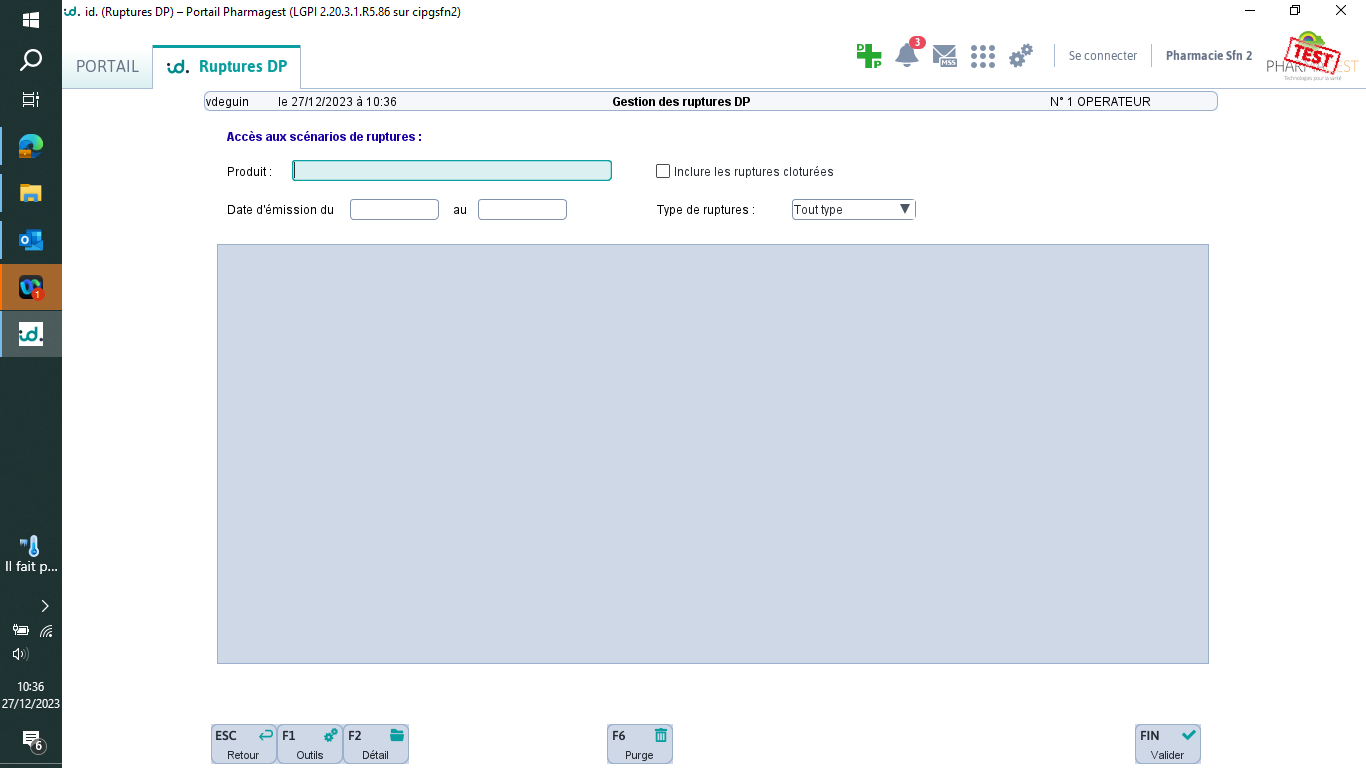 id. (Ruptures DP) – Portail Pharmagest (LGPI 2.20.3.1.R5.86 sur cipgsfn2)
PORTAIL
id. Ruptures DP
D P
3
MSS
Se connecter
Pharmacie Sfn 2
TEST
Technologies pour la santé
vdeguin le 27/12/2023 à 10:36 Gestion des ruptures DP N° 1 OPERATEUR
Accès aux scénarios de ruptures :
Produit : Inclure les ruptures cloturées
Date d'émission du au Type de ruptures : Tout type
1
id.
Il fait p...
10:36
27/12/2023
6
ESC Retour
F1 Outils
F2 Détail
F6 Purge
FIN Valider